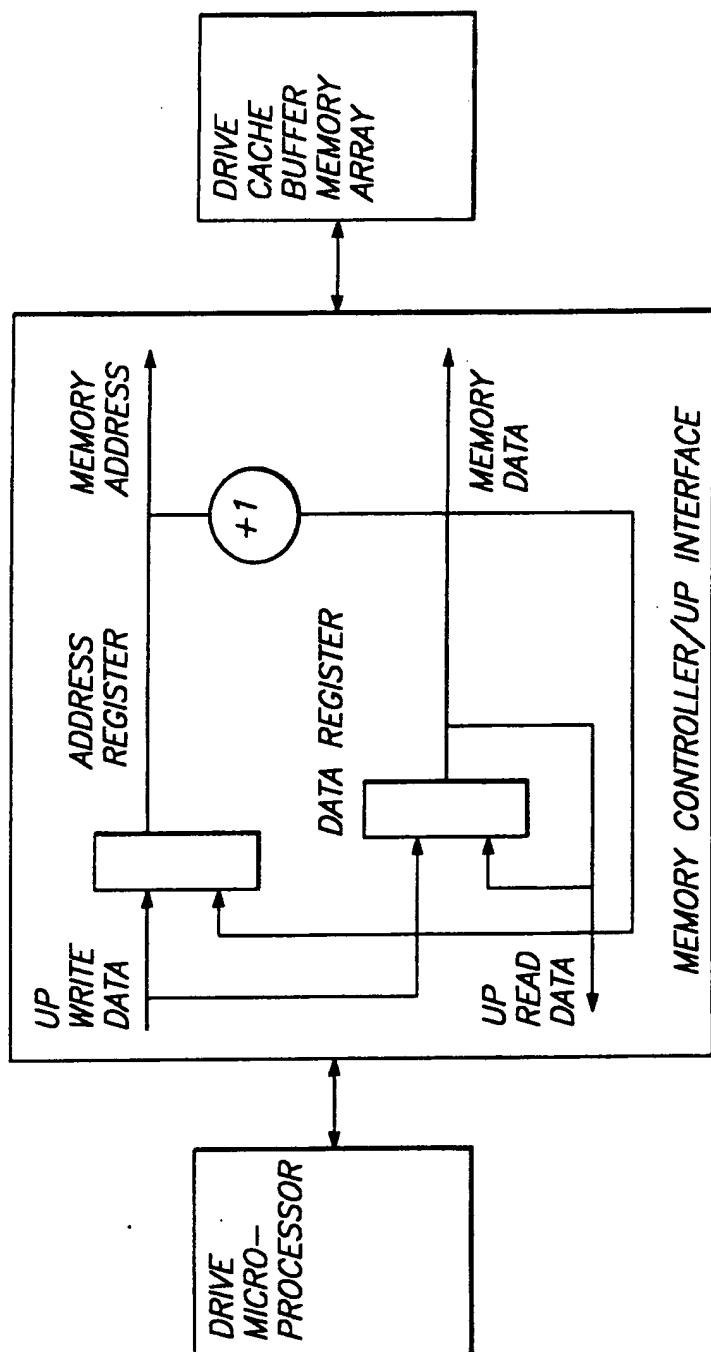 DRIVE
MICRO-
PROCESSOR
UP
WRITE
DATA
ADDRESS
REGISTER
MEMORY
ADDRESS
+1
DATA REGISTER
MEMORY
DATA
UP
READ
DATA
MEMORY CONTROLLER/UP INTERFACE
DRIVE
CACHE
BUFFER
MEMORY
ARRAY